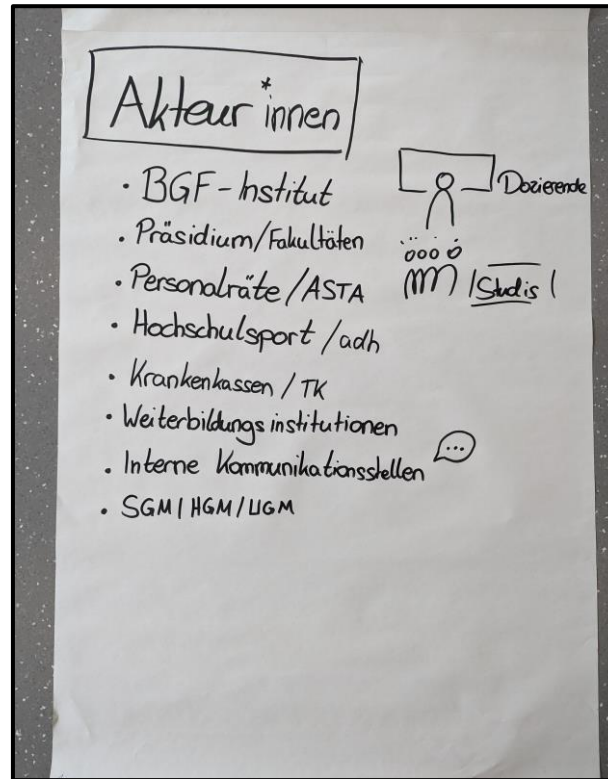 Akteur*innen
• BGF-Institut
• Präsidium/Fakultäten
• Personalräte/ASTA
• Hochschulsport/adh
• Krankenkassen/TK
• Weiterbildungsinstitutionen
• Interne Kommunikationsstellen
• SGM/HGM/UGM
Dozierende
Studis